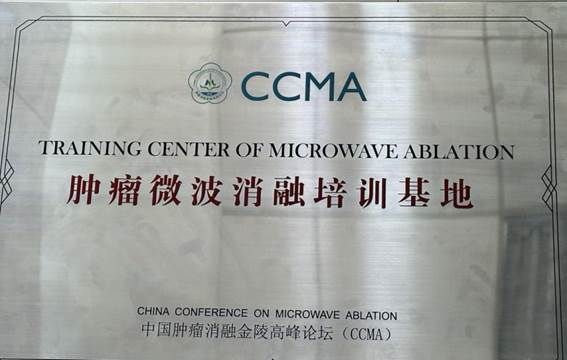 CCMA
TRAINING CENTER OF MICROWAVE ABLATION
肿瘤微波消融培训基地
CHINA CONFERENCE ON MICROWAVE ABLATION
中国肿瘤消融金陵高峰论坛（CCMA）